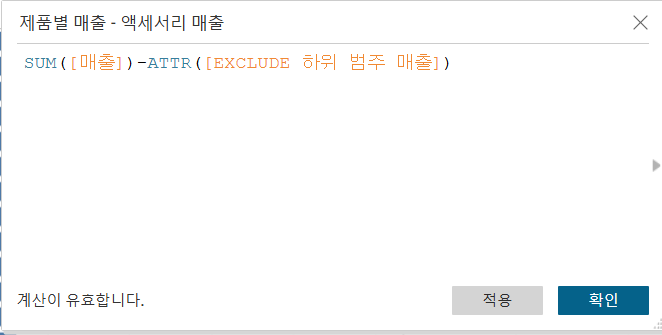 제품별 매출 - 액세서리 매출
SUM([매출])-ATTR([EXCLUDE 하위 범주 매출])
계산이 유효합니다.
적용
확인